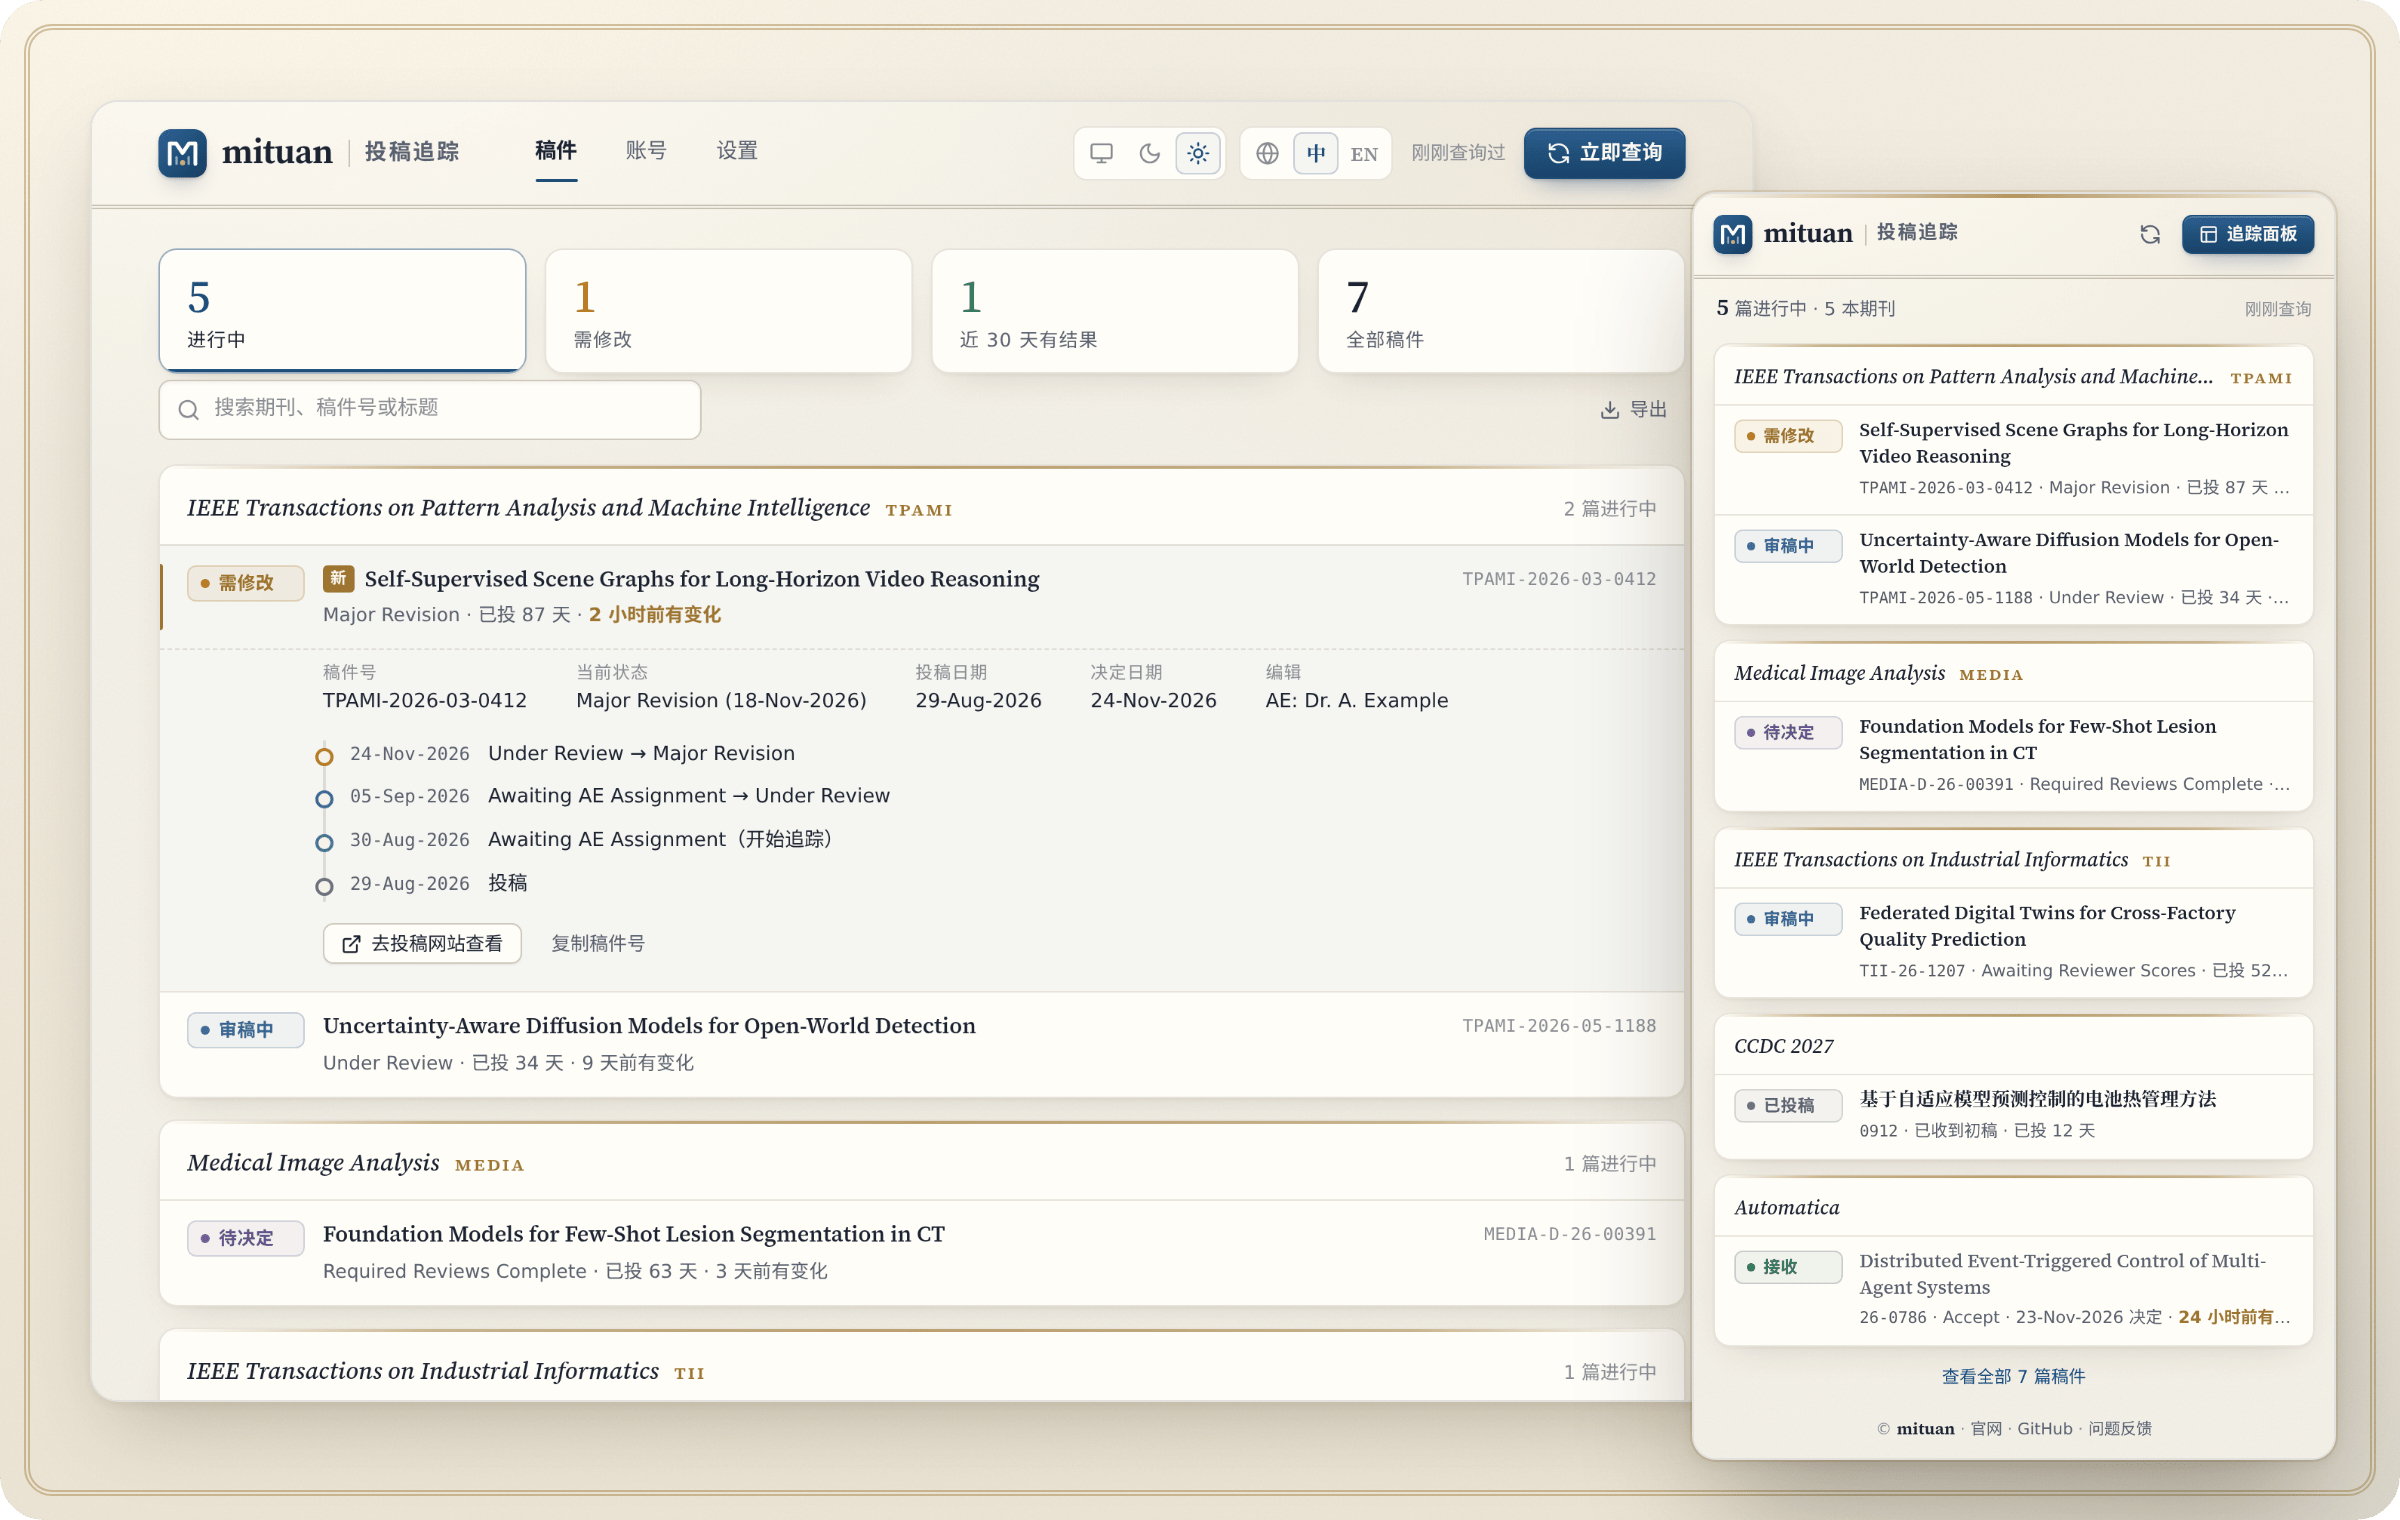 mituan 投稿追踪 稿件 账号 设置 中 EN 刚刚查询过 立即查询
5
进行中
1
需修改
1
近 30 天有结果
7
全部稿件
搜索期刊、稿件号或标题
导出
IEEE Transactions on Pattern Analysis and Machine Intelligence TPAMI 2 篇进行中
需修改 新 Self-Supervised Scene Graphs for Long-Horizon Video Reasoning TPAMI-2026-03-0412
Major Revision · 已投 87 天 · 2 小时前有变化
稿件号 当前状态 投稿日期 决定日期 编辑
TPAMI-2026-03-0412 Major Revision (18-Nov-2026) 29-Aug-2026 24-Nov-2026 AE: Dr. A. Example
24-Nov-2026 Under Review → Major Revision
05-Sep-2026 Awaiting AE Assignment → Under Review
30-Aug-2026 Awaiting AE Assignment（开始追踪）
29-Aug-2026 投稿
去投稿网站查看 复制稿件号
审稿中 Uncertainty-Aware Diffusion Models for Open-World Detection TPAMI-2026-05-1188
Under Review · 已投 34 天 · 9 天前有变化
Medical Image Analysis MEDIA 1 篇进行中
待决定 Foundation Models for Few-Shot Lesion Segmentation in CT MEDIA-D-26-00391
Required Reviews Complete · 已投 63 天 · 3 天前有变化
IEEE Transactions on Industrial Informatics TII 1 篇进行中
mituan 投稿追踪 追踪面板
5 篇进行中 · 5 本期刊 刚刚查询
IEEE Transactions on Pattern Analysis and Machine... TPAMI
需修改 Self-Supervised Scene Graphs for Long-Horizon
Video Reasoning
TPAMI-2026-03-0412 · Major Revision · 已投 87 天 ...
审稿中 Uncertainty-Aware Diffusion Models for Open-
World Detection
TPAMI-2026-05-1188 · Under Review · 已投 34 天 ·...
Medical Image Analysis MEDIA
待决定 Foundation Models for Few-Shot Lesion
Segmentation in CT
MEDIA-D-26-00391 · Required Reviews Complete ·...
IEEE Transactions on Industrial Informatics TII
审稿中 Federated Digital Twins for Cross-Factory
Quality Prediction
TII-26-1207 · Awaiting Reviewer Scores · 已投 52...
CCDC 2027
已投稿 基于自适应模型预测控制的电池热管理方法
0912 · 已收到初稿 · 已投 12 天
Automatica
接收 Distributed Event-Triggered Control of Multi-
Agent Systems
26-0786 · Accept · 23-Nov-2026 决定 · 24 小时前有...
查看全部 7 篇稿件
© mituan · 官网 · GitHub · 问题反馈